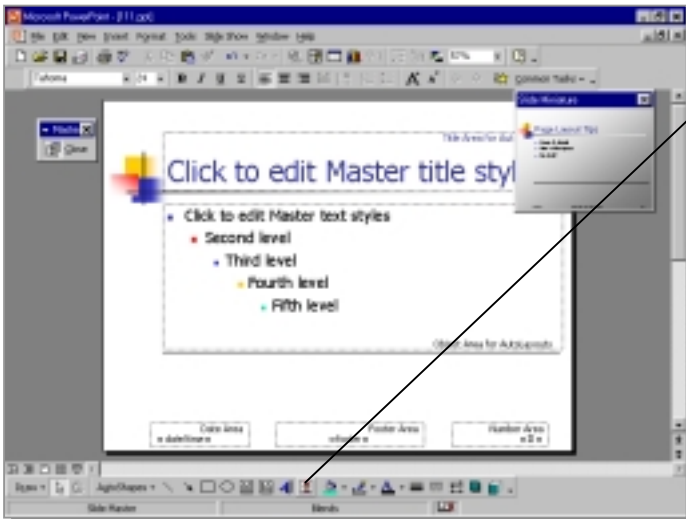 Microsoft PowerPoint - [111.ppt]
File Edit View Insert Format Tools Slide Show Window Help
Tahoma 24 B I U S Common Tasks
Slide Miniature
Page Layout Tips
Master
Close
Title Area for
Click to edit Master title styl
Click to edit Master text styles
Second level
Third level
Fourth level
Fifth level
Object Area for AutoLayouts
Date Area
Footer Area
Number Area
Draw AutoShapes
Slide Master Blends